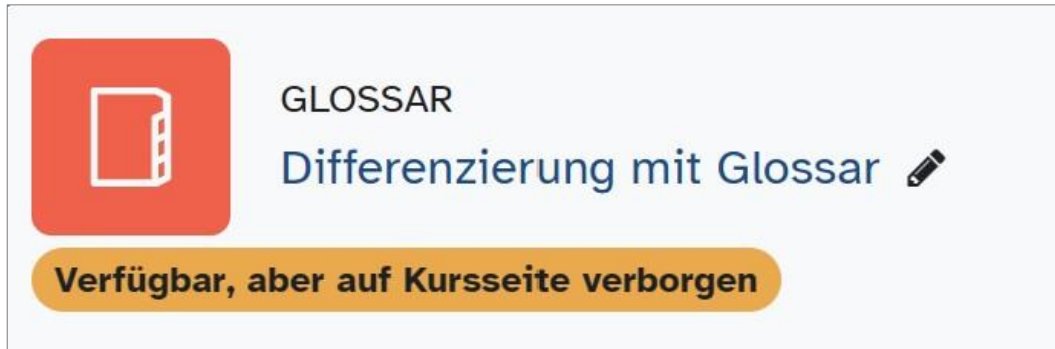 GLOSSAR
Differenzierung mit Glossar
Verfügbar, aber auf Kursseite verborgen